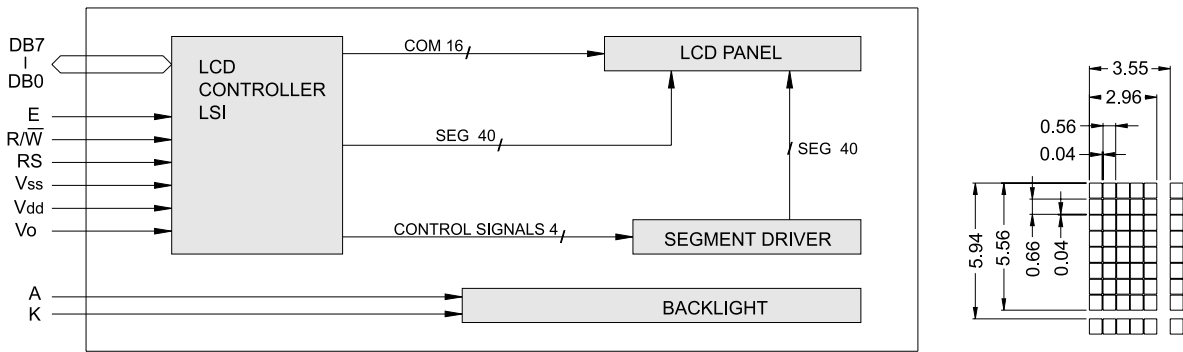 DB7
DB0
E
R/W̅
RS
Vss
Vdd
Vo
A
K
LCD
CONTROLLER
LSI
COM 16
LCD PANEL
SEG 40
SEG 40
CONTROL SIGNALS 4
SEGMENT DRIVER
BACKLIGHT
3.55
2.96
0.56
0.04
5.94
5.56
0.66
0.04